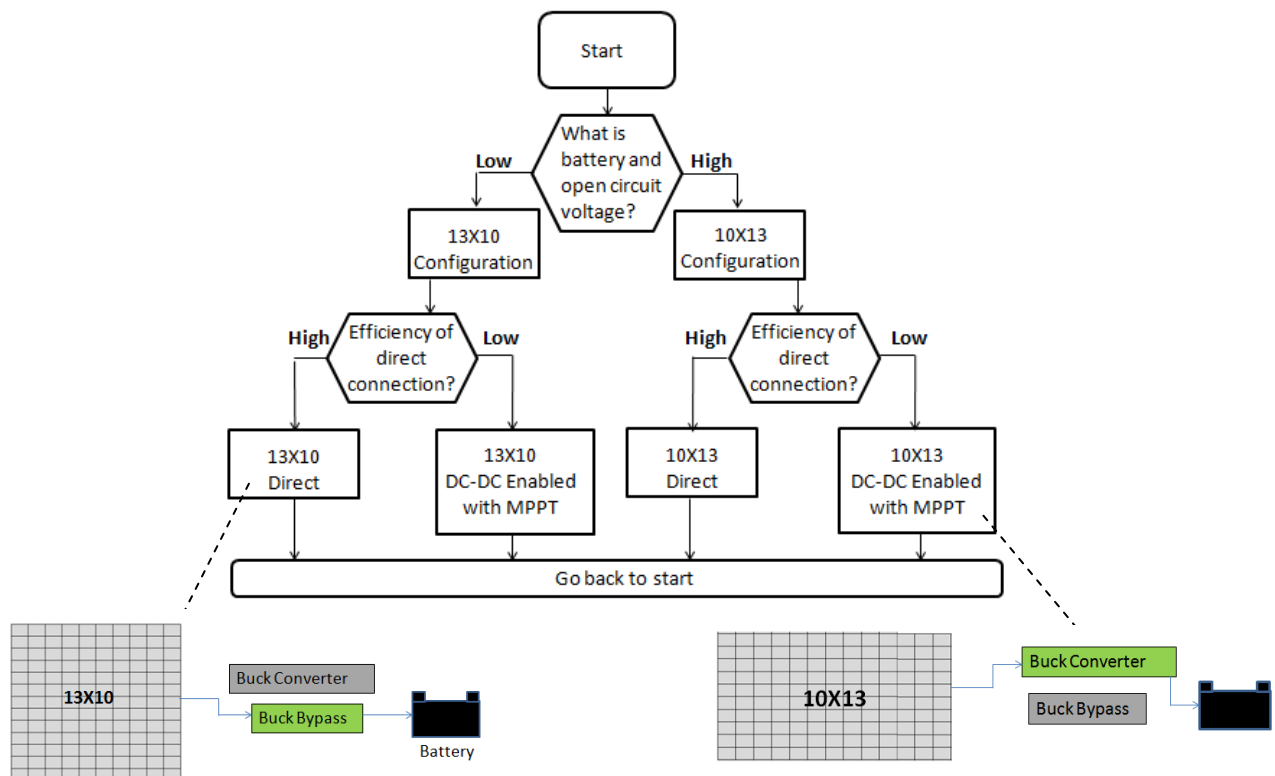 Start
What is
battery and
open circuit
voltage?
Low
High
13X10
Configuration
10X13
Configuration
High
Efficiency of
direct
connection?
Low
High
Efficiency of
direct
connection?
Low
13X10
Direct
13X10
DC-DC Enabled
with MPPT
10X13
Direct
10X13
DC-DC Enabled
with MPPT
Go back to start
13X10
Buck Converter
Buck Bypass
Battery
10X13
Buck Converter
Buck Bypass